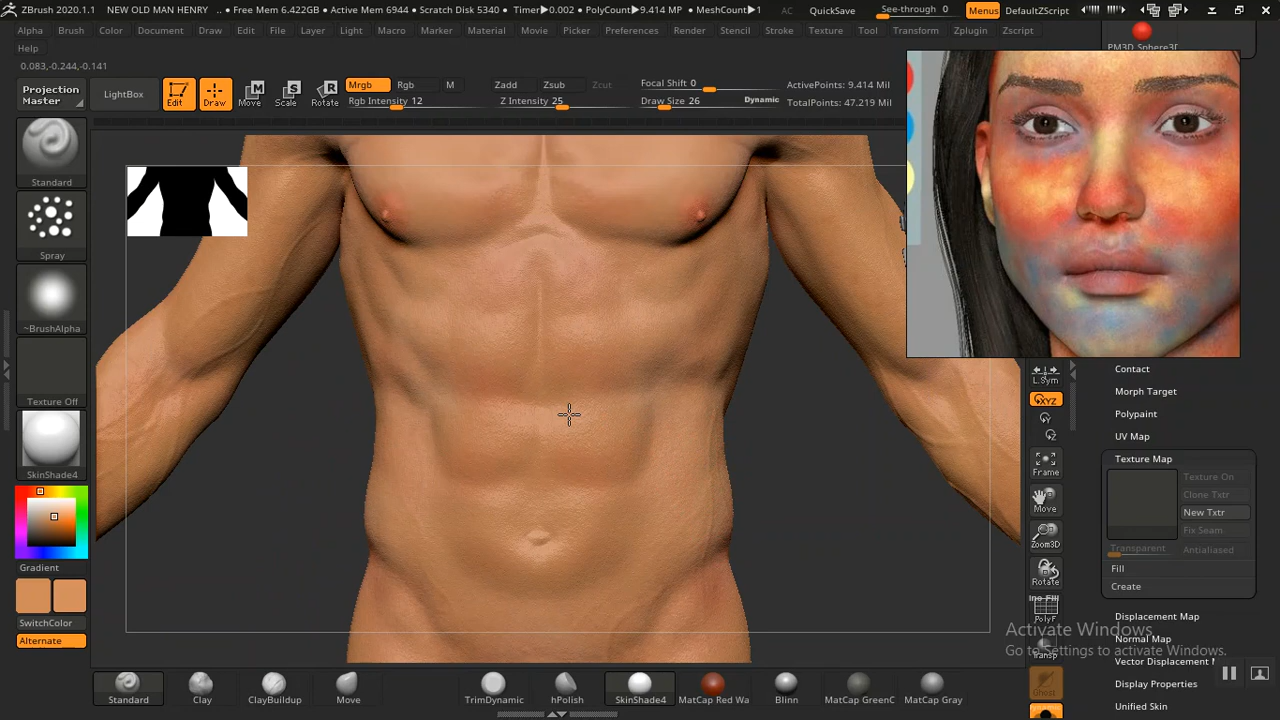 ZBrush 2020.1.1 NEW OLD MAN HENRY .. • Free Mem 6.422GB • Active Mem 6944 • Scratch Disk 5340 • Timer▶0.002 • PolyCount▶9.414 MP • MeshCount▶1 AC QuickSave See-through 0 Menus DefaultZScript
Alpha Brush Color Document Draw Edit File Layer Light Macro Marker Material Movie Picker Preferences Render Stencil Stroke Texture Tool Transform Zplugin Zscript
Help
PM3D_Sphere3D
0.083,-0.244,-0.141
Projection Master LightBox Edit Draw Move Scale Rotate
Mrgb Rgb M Zadd Zsub Zcut Focal Shift 0 ActivePoints: 9.414 Mil
Rgb Intensity 12 Z Intensity 25 Draw Size 26 Dynamic TotalPoints: 47.219 Mil
Standard
Spray
~BrushAlpha
Texture Off
SkinShade4
Gradient
SwitchColor
Alternate
L.Sym
XYZ
Y
Z
Frame
Move
Zoom3D
Rotate
PolyF
Transp
Ghost
Contact
Morph Target
Polypaint
UV Map
Texture Map
Texture On
Clone Txtr
New Txtr
Fix Seam
Transparent Antialiased
Fill
Create
Displacement Map
Normal Map
Vector Displacement
Display Properties
Unified Skin
Activate Windows
Go to Settings to activate Windows.
Standard Clay ClayBuildup Move TrimDynamic hPolish SkinShade4 MatCap Red Wa Blinn MatCap GreenC MatCap Gray